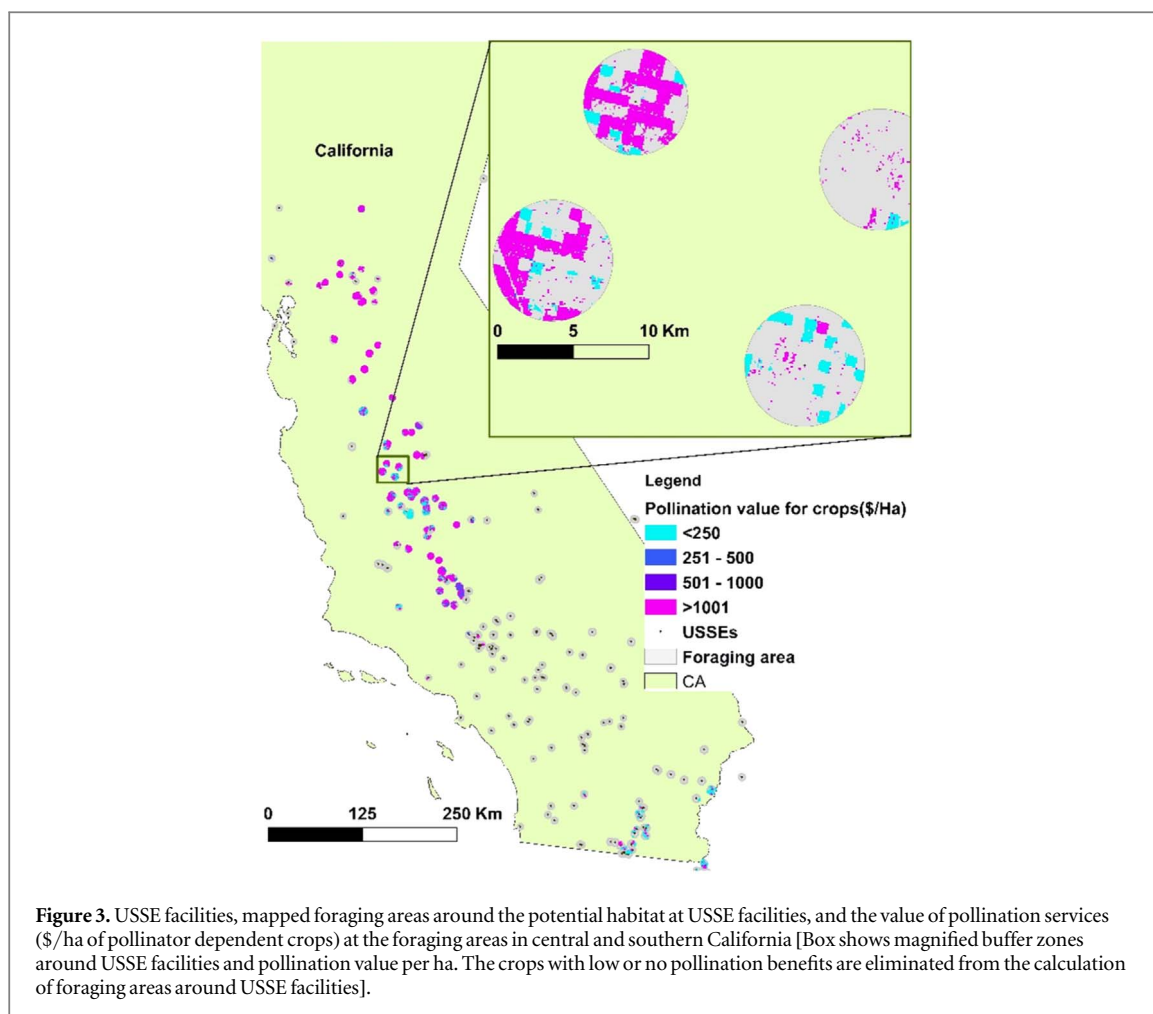 California
0 5 10 Km
Legend
Pollination value for crops($/Ha)
<250
251 - 500
501 - 1000
>1001
USSEs
Foraging area
CA
0 125 250 Km
Figure 3. USSE facilities, mapped foraging areas around the potential habitat at USSE facilities, and the value of pollination services
($/ha of pollinator dependent crops) at the foraging areas in central and southern California [Box shows magnified buffer zones
around USSE facilities and pollination value per ha. The crops with low or no pollination benefits are eliminated from the calculation
of foraging areas around USSE facilities].